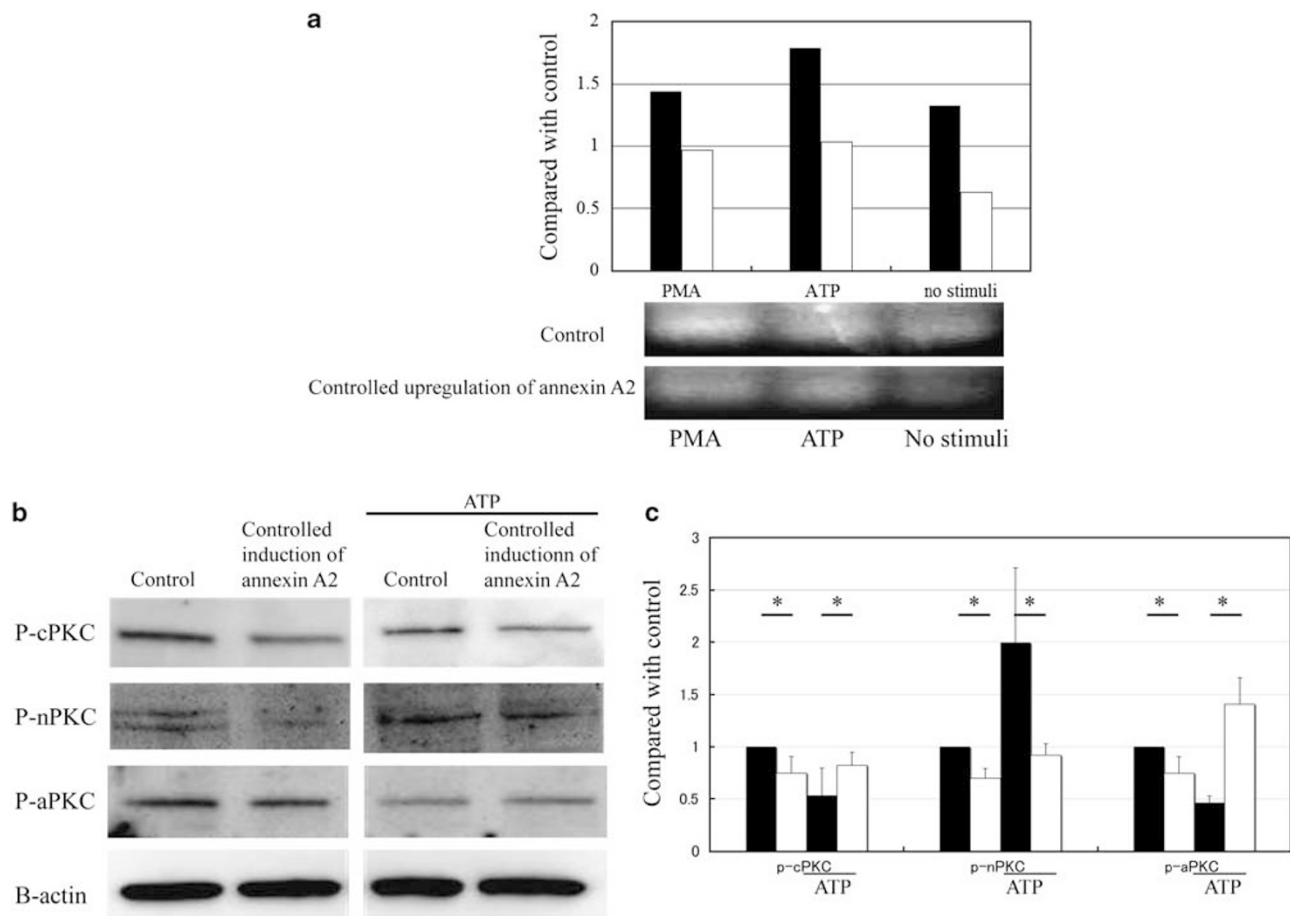 a
Compared with control
2
1.5
1
0.5
0
PMA ATP no stimuli
Control
Controlled upregulation of annexin A2
PMA ATP No stimuli
b
ATP
Control
Controlled
induction of
annexin A2
Control
Controlled
inductionn of
annexin A2
P-cPKC
P-nPKC
P-aPKC
B-actin
c
Compared with control
3
2.5
2
1.5
1
0.5
0
* * * * * *
p-cPKC p-nPKC p-aPKC
ATP ATP ATP